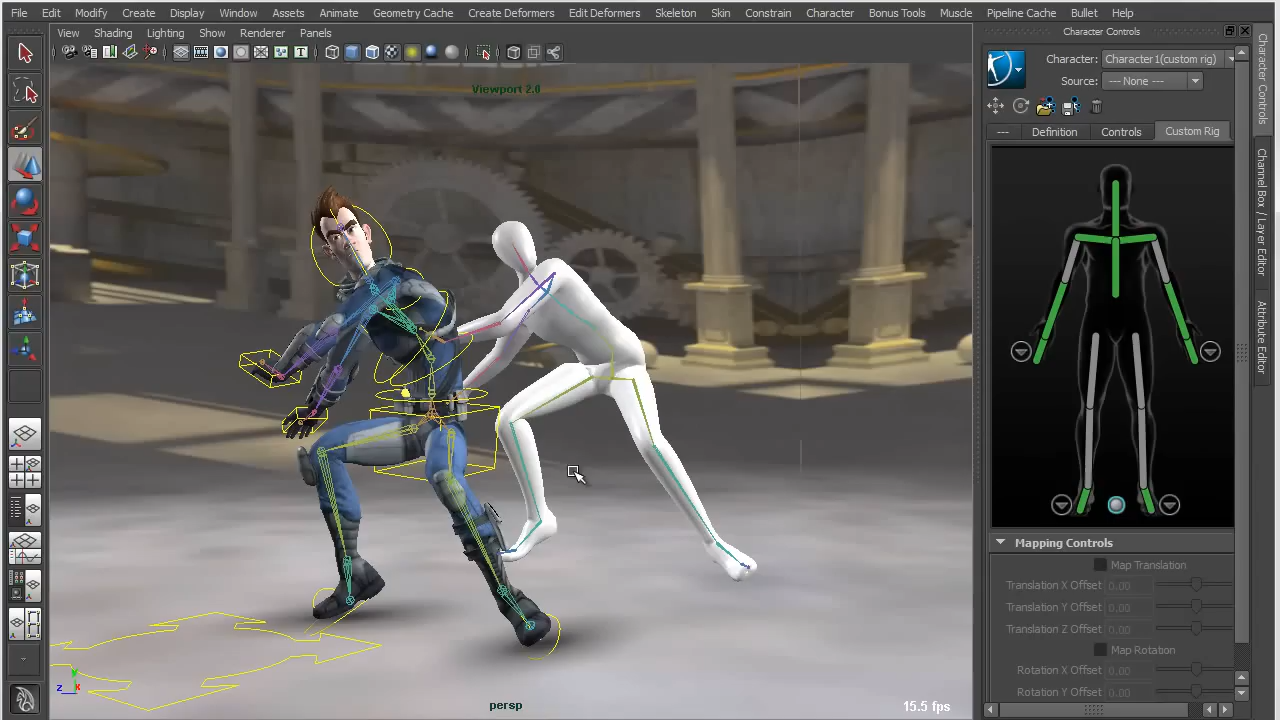 File Edit Modify Create Display Window Assets Animate Geometry Cache Create Deformers Edit Deformers Skeleton Skin Constrain Character Bonus Tools Muscle Pipeline Cache Bullet Help
View Shading Lighting Show Renderer Panels
Character Controls
Character: Character1(custom rig)
Source: --- None ---
--- Definition Controls Custom Rig
T
Viewport 2.0
Mapping Controls
Map Translation
Translation X Offset 0.00
Translation Y Offset 0.00
Translation Z Offset 0.00
Map Rotation
Rotation X Offset 0.00
Rotation Y Offset 0.00
Character Controls
Channel Box / Layer Editor
Attribute Editor
Y
Z X
persp
15.5 fps